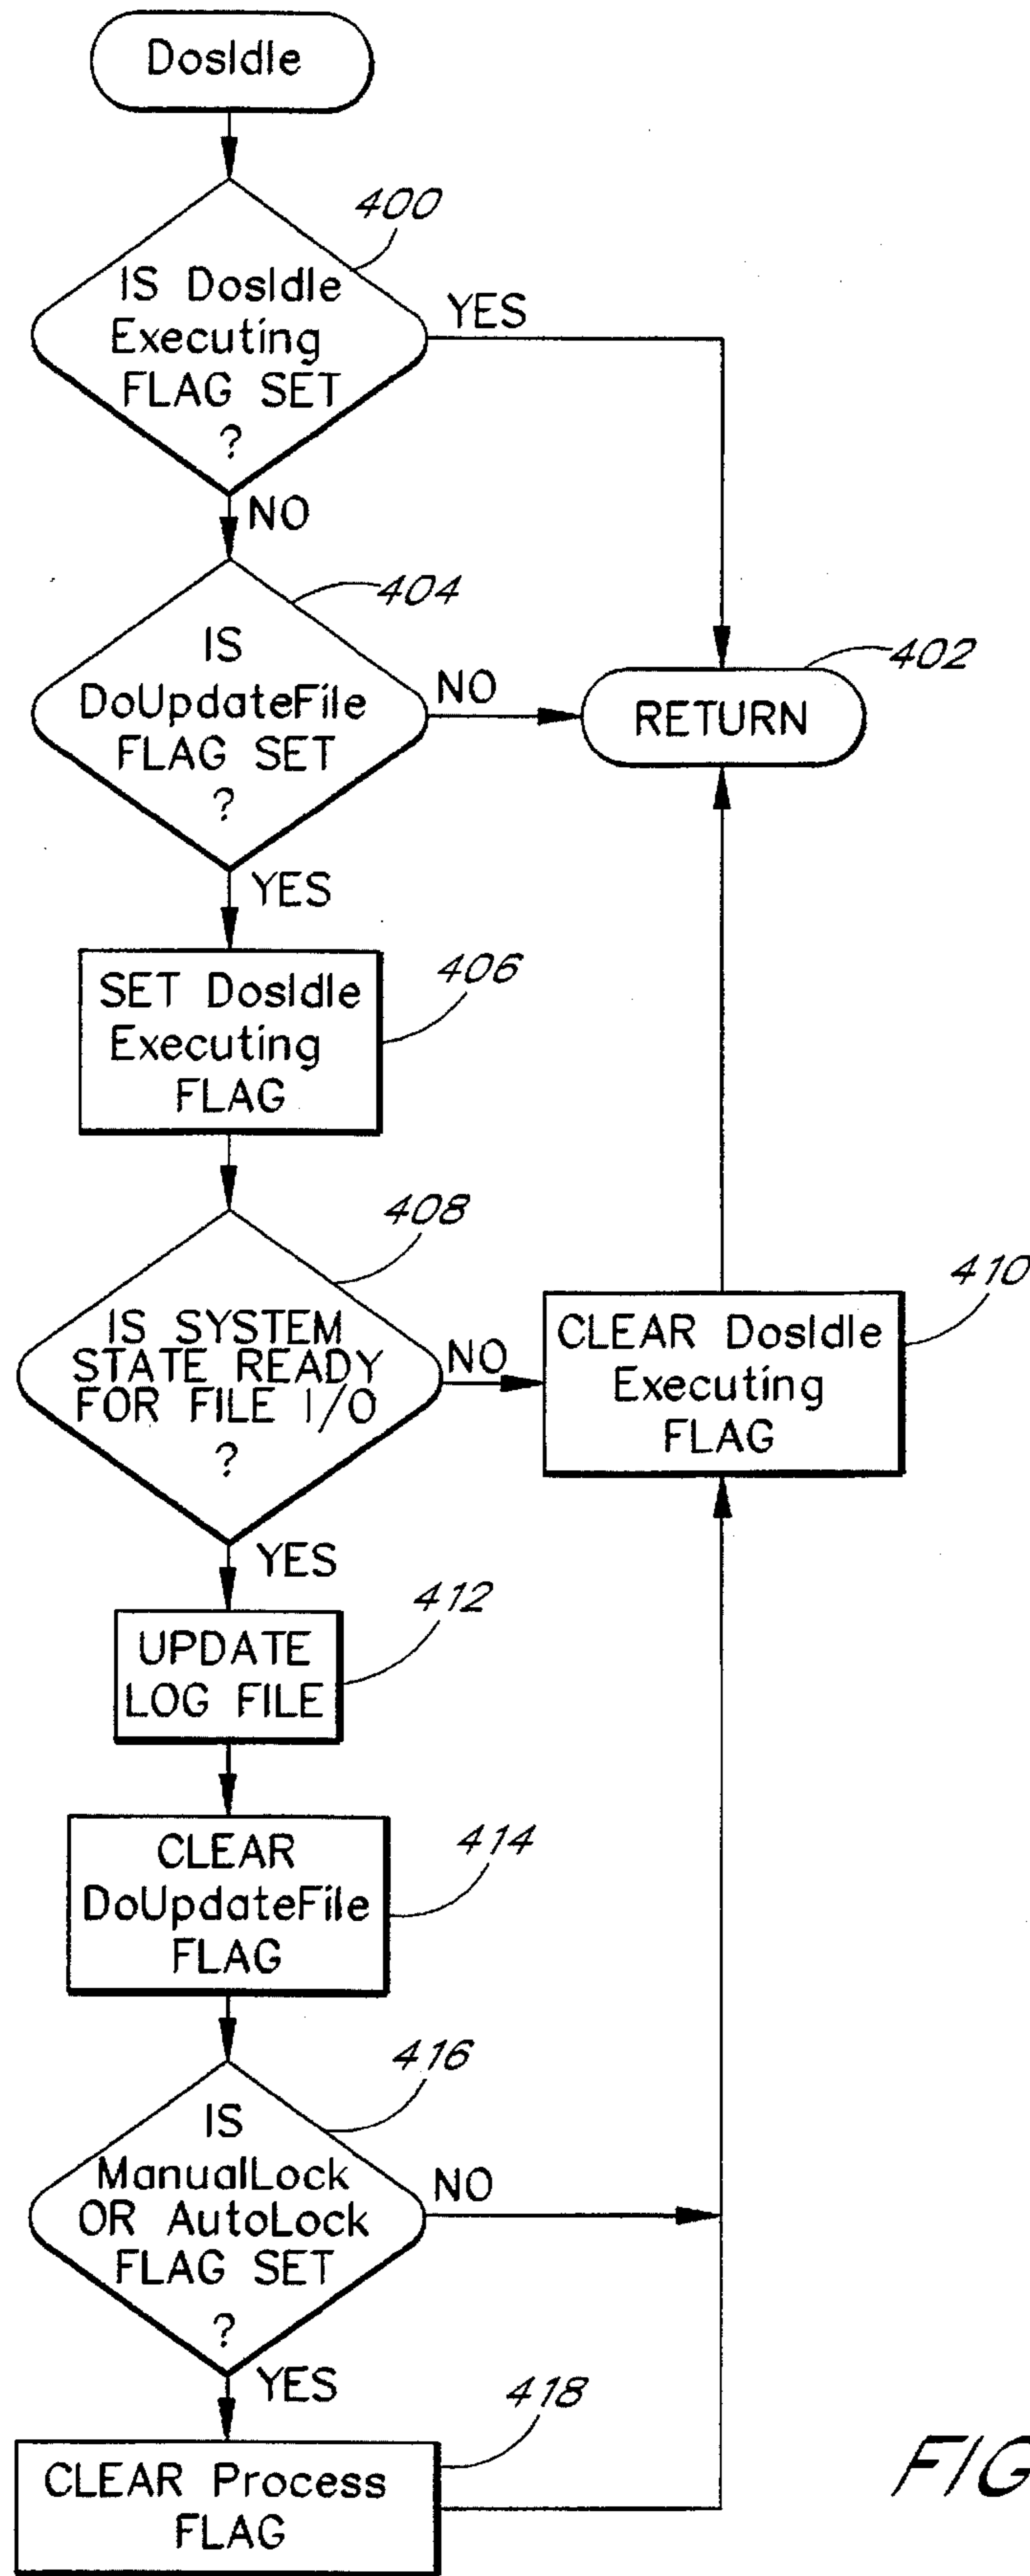 DosIdle
400
IS DosIdle
Executing
FLAG SET
?
YES
NO
404
IS
DoUpdateFile
FLAG SET
?
NO
402
RETURN
YES
406
SET DosIdle
Executing
FLAG
408
IS SYSTEM
STATE READY
FOR FILE I/O
?
NO
410
CLEAR DosIdle
Executing
FLAG
YES
412
UPDATE
LOG FILE
414
CLEAR
DoUpdateFile
FLAG
416
IS
ManualLock
OR AutoLock
FLAG SET
?
NO
YES
418
CLEAR Process
FLAG
FIG